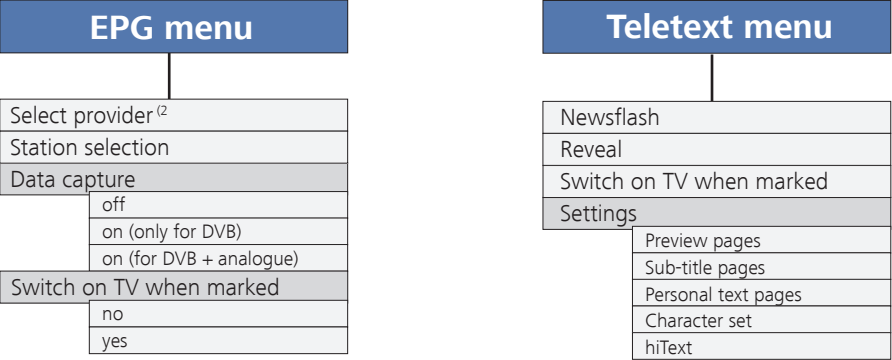 EPG menu
Select provider (2
Station selection
Data capture
off
on (only for DVB)
on (for DVB + analogue)
Switch on TV when marked
no
yes
Teletext menu
Newsflash
Reveal
Switch on TV when marked
Settings
Preview pages
Sub-title pages
Personal text pages
Character set
hiText